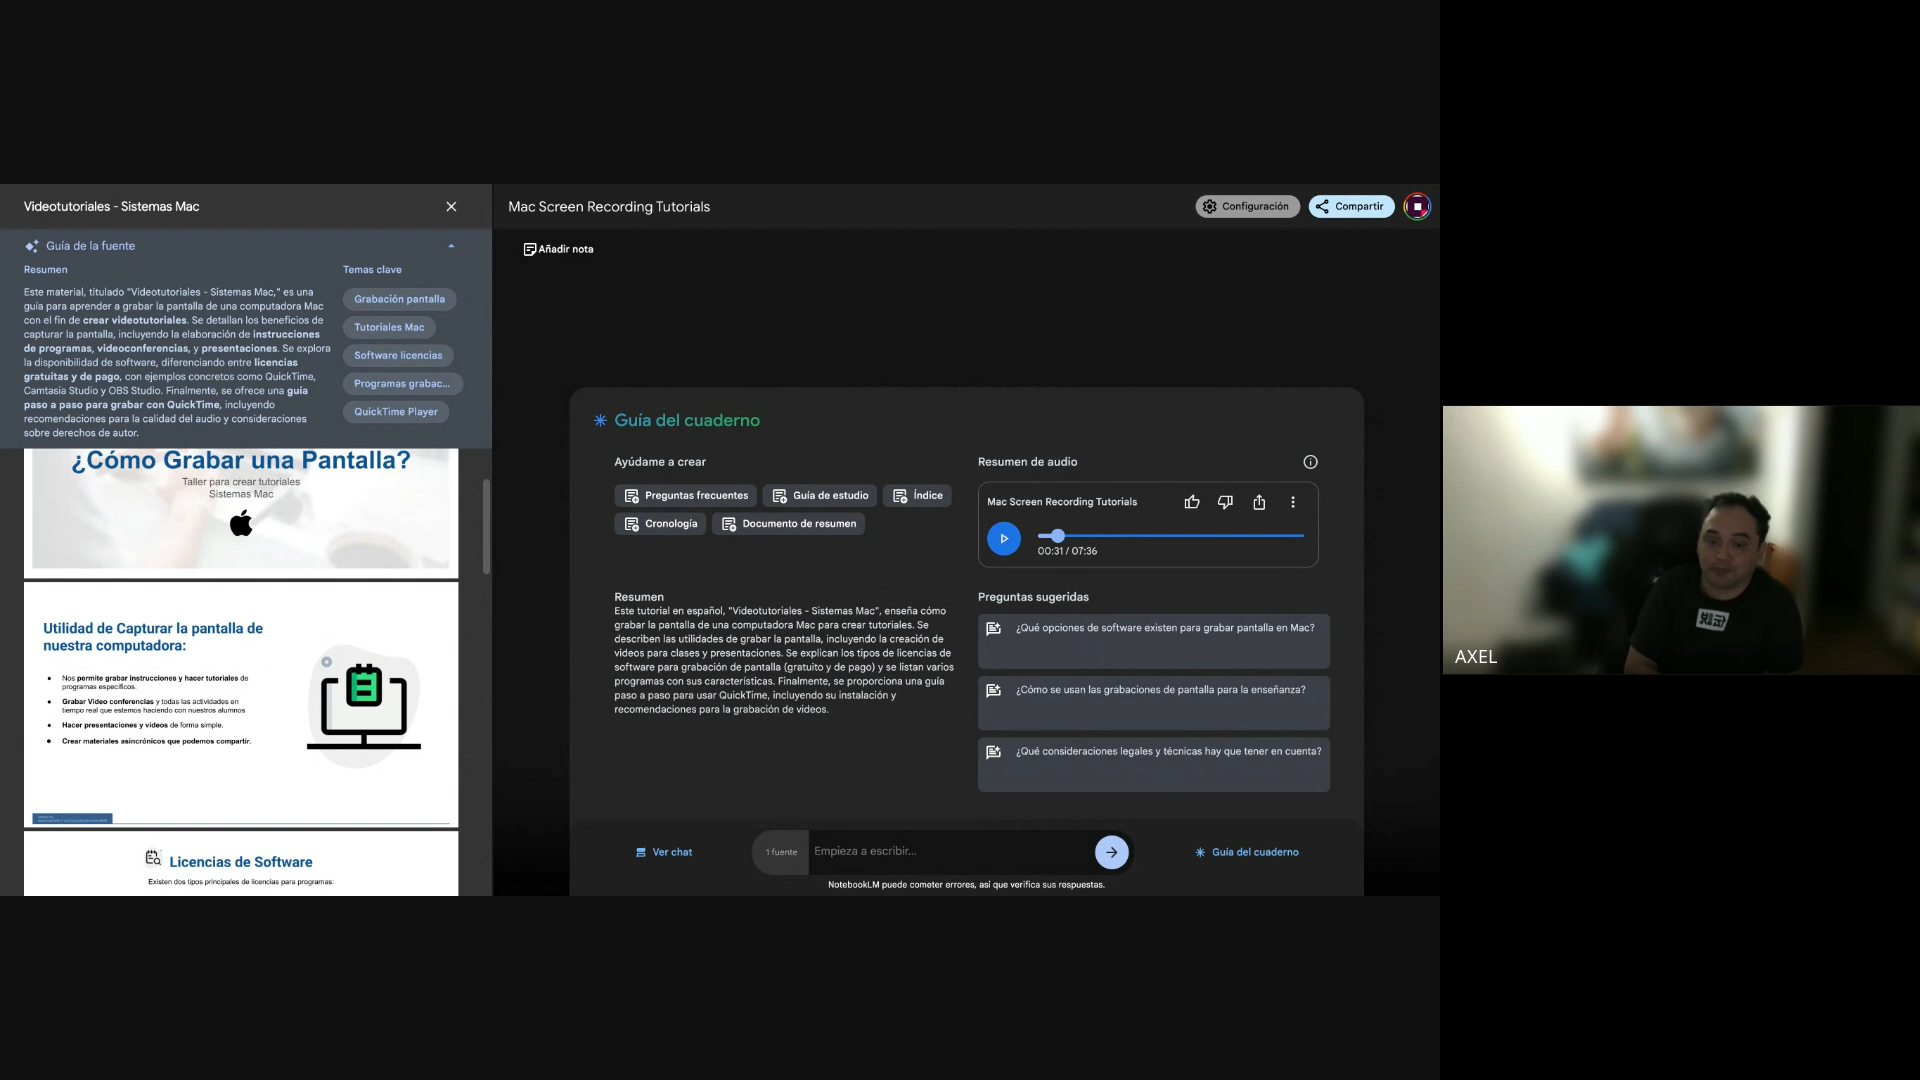 Videotutoriales - Sistemas Mac
Guía de la fuente
Resumen
Este material, titulado "Videotutoriales - Sistemas Mac," es una
guía para aprender a grabar la pantalla de una computadora Mac
con el fin de crear videotutoriales. Se detallan los beneficios de
capturar la pantalla, incluyendo la elaboración de instrucciones
de programas, videoconferencias, y presentaciones. Se explora
la disponibilidad de software, diferenciando entre licencias
gratuitas y de pago, con ejemplos concretos como QuickTime,
Camtasia Studio y OBS Studio. Finalmente, se ofrece una guía
paso a paso para grabar con QuickTime, incluyendo
recomendaciones para la calidad del audio y consideraciones
sobre derechos de autor.
Temas clave
Grabación pantalla
Tutoriales Mac
Software licencias
Programas grabac...
QuickTime Player
¿Cómo Grabar una Pantalla?
Taller para crear tutoriales
Sistemas Mac
Utilidad de Capturar la pantalla de
nuestra computadora:
Nos permite grabar instrucciones y hacer tutoriales de
programas específicos.
Grabar Video conferencias y todas las actividades en
tiempo real que estemos haciendo con nuestros alumnos
Hacer presentaciones y videos de forma simple.
Crear materiales asincrónicos que podemos compartir.
Licencias de Software
Existen dos tipos principales de licencias para programas:
Mac Screen Recording Tutorials
Configuración
Compartir
Añadir nota
Guía del cuaderno
Ayúdame a crear
Preguntas frecuentes
Guía de estudio
Índice
Cronología
Documento de resumen
Resumen de audio
Mac Screen Recording Tutorials
00:31 / 07:36
Resumen
Este tutorial en español, "Videotutoriales - Sistemas Mac", enseña cómo
grabar la pantalla de una computadora Mac para crear tutoriales. Se
describen las utilidades de grabar la pantalla, incluyendo la creación de
videos para clases y presentaciones. Se explican los tipos de licencias de
software para grabación de pantalla (gratuito y de pago) y se listan varios
programas con sus características. Finalmente, se proporciona una guía
paso a paso para usar QuickTime, incluyendo su instalación y
recomendaciones para la grabación de videos.
Preguntas sugeridas
¿Qué opciones de software existen para grabar pantalla en Mac?
¿Cómo se usan las grabaciones de pantalla para la enseñanza?
¿Qué consideraciones legales y técnicas hay que tener en cuenta?
Ver chat
1 fuente
Empieza a escribir...
Guía del cuaderno
NotebookLM puede cometer errores, así que verifica sus respuestas.
AXEL